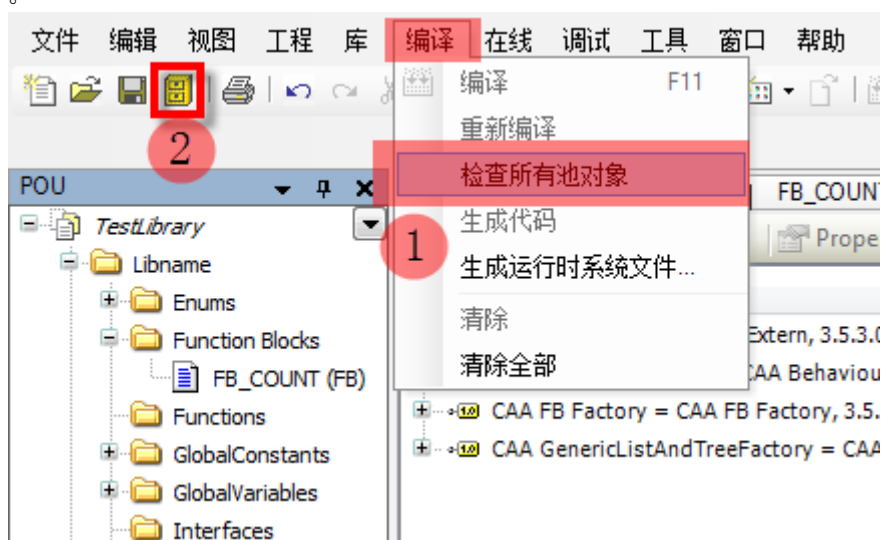 。
文件 编辑 视图 工程 库 编译 在线 调试 工具 窗口 帮助
编译 F11
重新编译
检查所有池对象
生成代码
生成运行时系统文件...
清除
清除全部
2
1
POU
TestLibrary
Libname
Enums
Function Blocks
FB_COUNT (FB)
Functions
GlobalConstants
GlobalVariables
Interfaces
FB_COUN
Prope
Extern, 3.5.3.0
CAA Behaviou
CAA FB Factory = CAA FB Factory, 3.5.
CAA GenericListAndTreeFactory = CAA